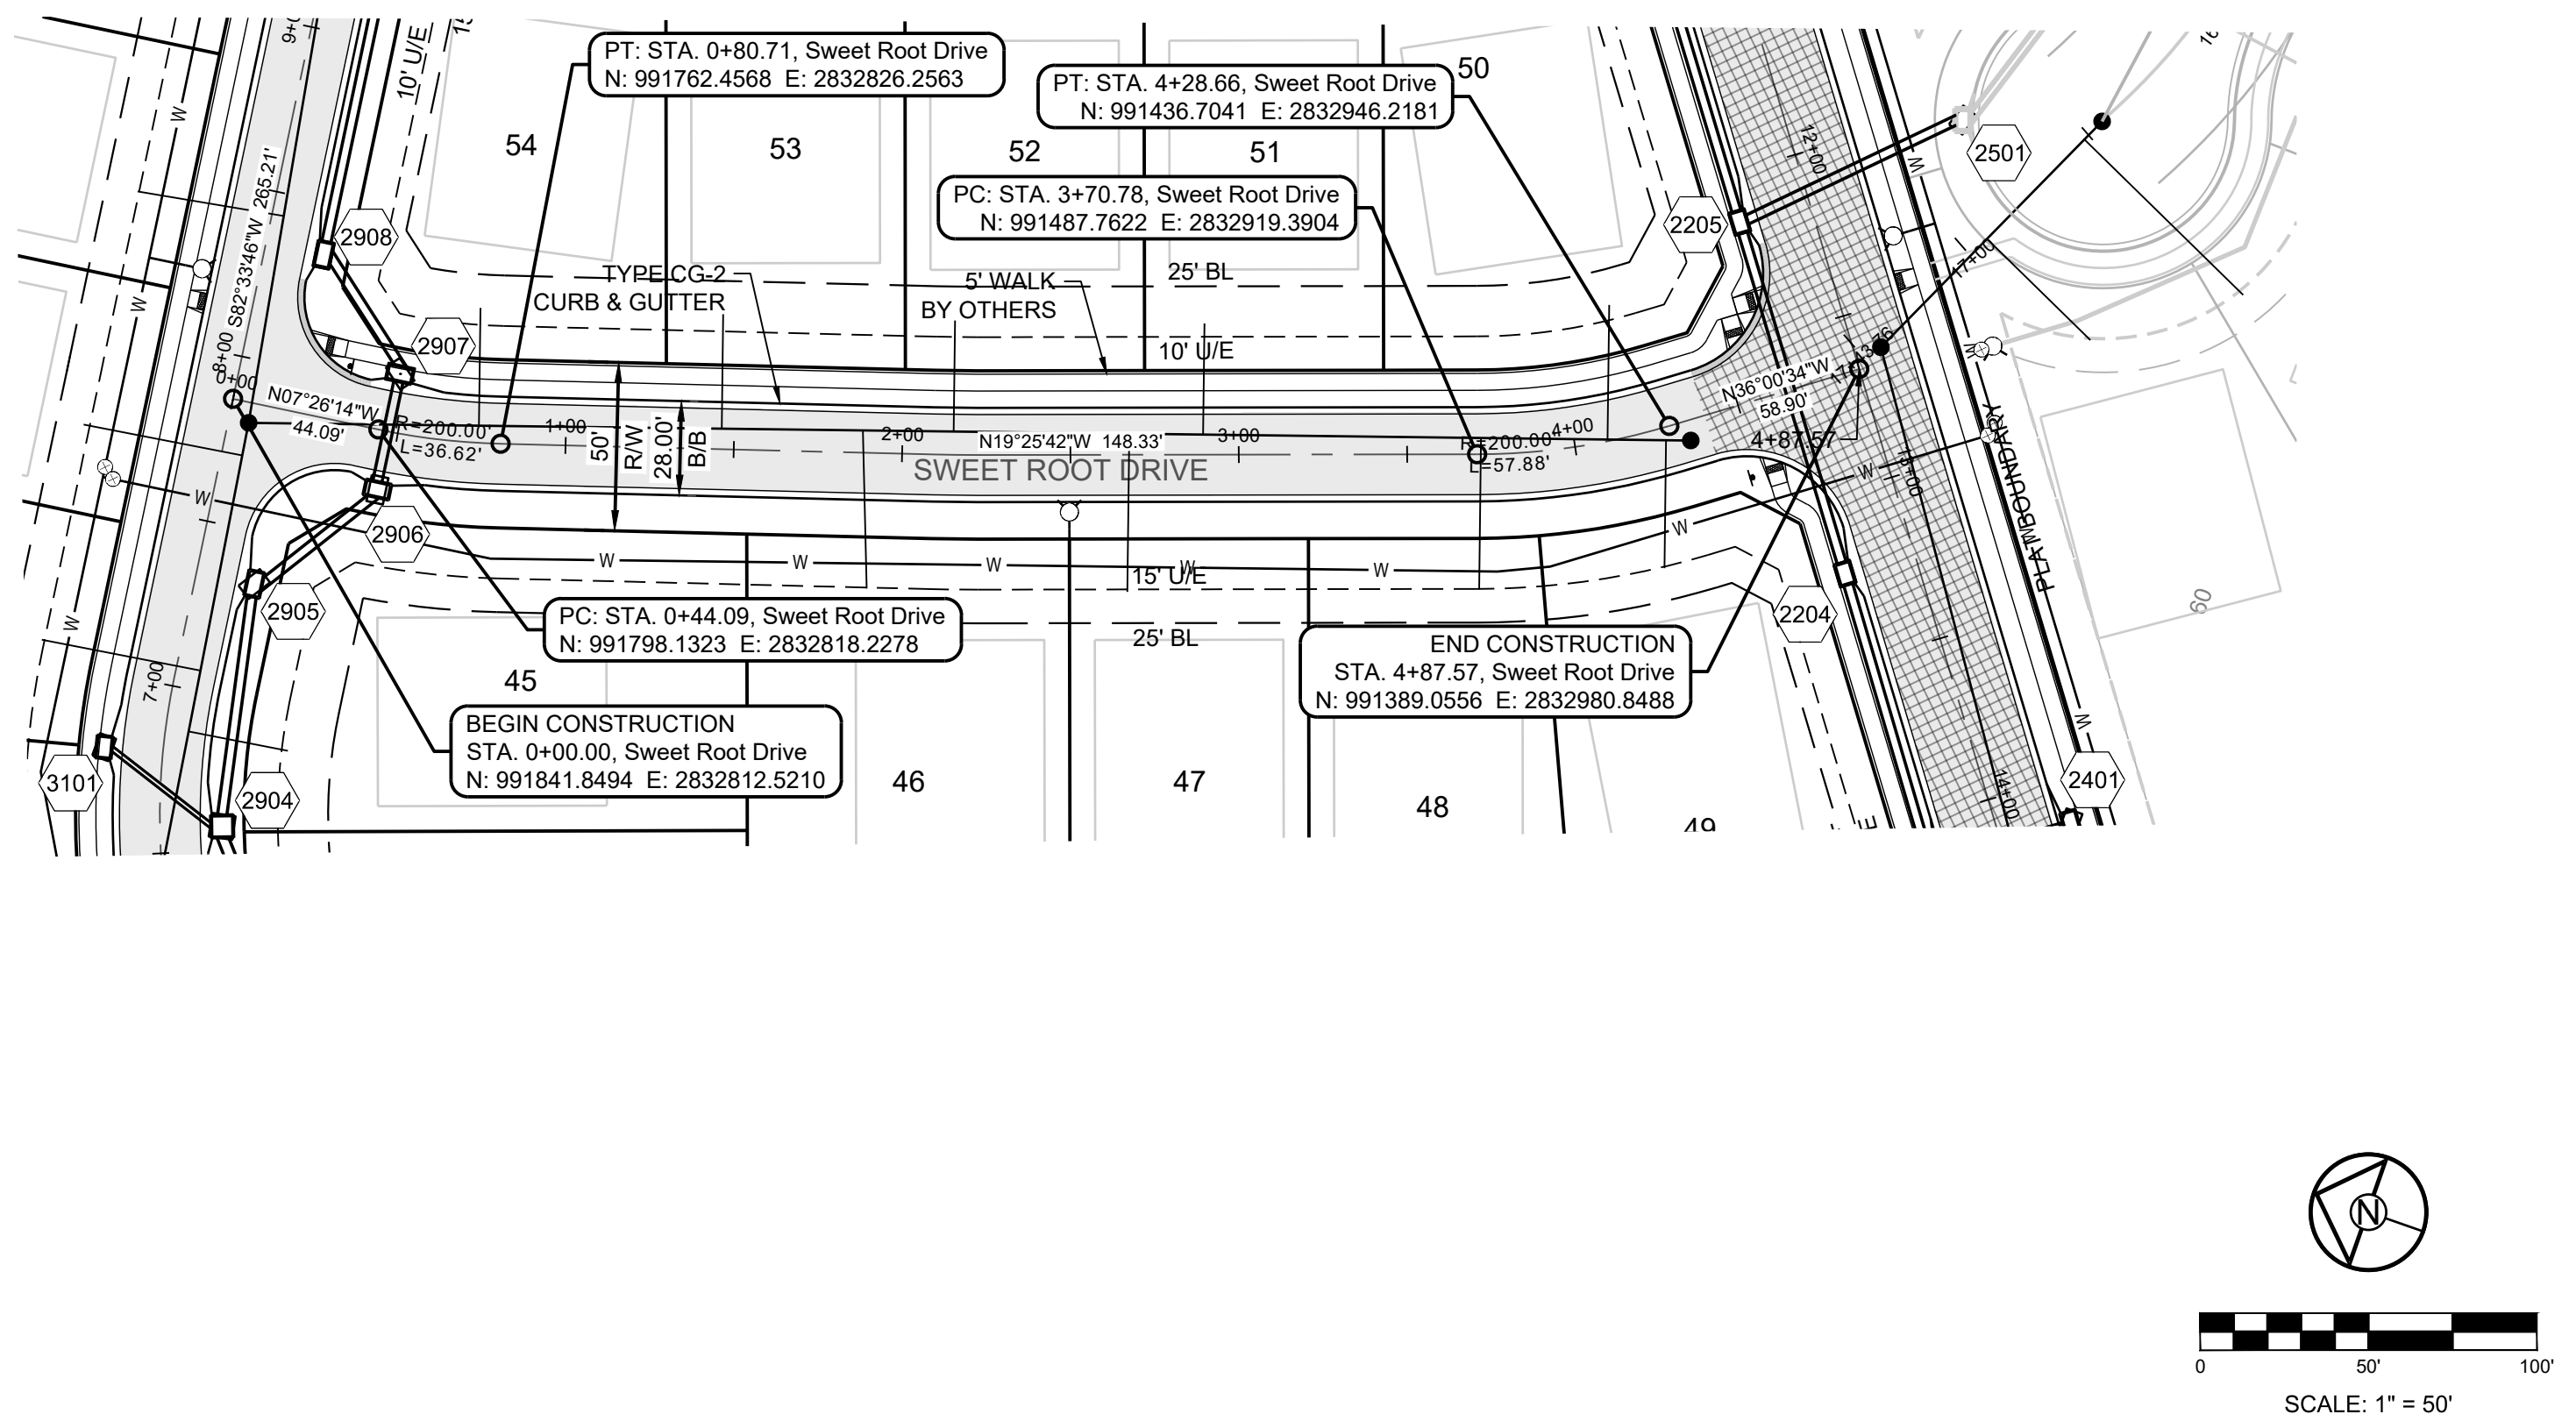 9+0
10' U/E
PT: STA. 0+80.71, Sweet Root Drive
N: 991762.4568  E: 2832826.2563
PT: STA. 4+28.66, Sweet Root Drive
N: 991436.7041  E: 2832946.2181
PC: STA. 3+70.78, Sweet Root Drive
N: 991487.7622  E: 2832919.3904
50
54
53
52
51
W
W
W
S82°33'46"W  265.21'
2908
2907
2205
2501
12+00
W
17+00
TYPE CG-2
CURB & GUTTER
5' WALK
BY OTHERS
25' BL
10' U/E
8+00
0+00
N07°26'14"W
44.09'
R=200.00'
L=36.62'
1+00
50'
R/W
28.00'
B/B
2+00
N19°25'42"W  148.33'
3+00
SWEET ROOT DRIVE
R=200.00'
L=57.88'
4+00
N36°00'34"W
58.90'
4+87.57
W
W
PLAT BOUNDARY
W
W
W
W
W
W
W
W
W
2906
2905
2904
3101
7+00
15' U/E
25' BL
2204
2401
14+00
W
60
PC: STA. 0+44.09, Sweet Root Drive
N: 991798.1323  E: 2832818.2278
BEGIN CONSTRUCTION
STA. 0+00.00, Sweet Root Drive
N: 991841.8494  E: 2832812.5210
END CONSTRUCTION
STA. 4+87.57, Sweet Root Drive
N: 991389.0556  E: 2832980.8488
45
46
47
48
49
N
0
50'
100'
SCALE: 1" = 50'